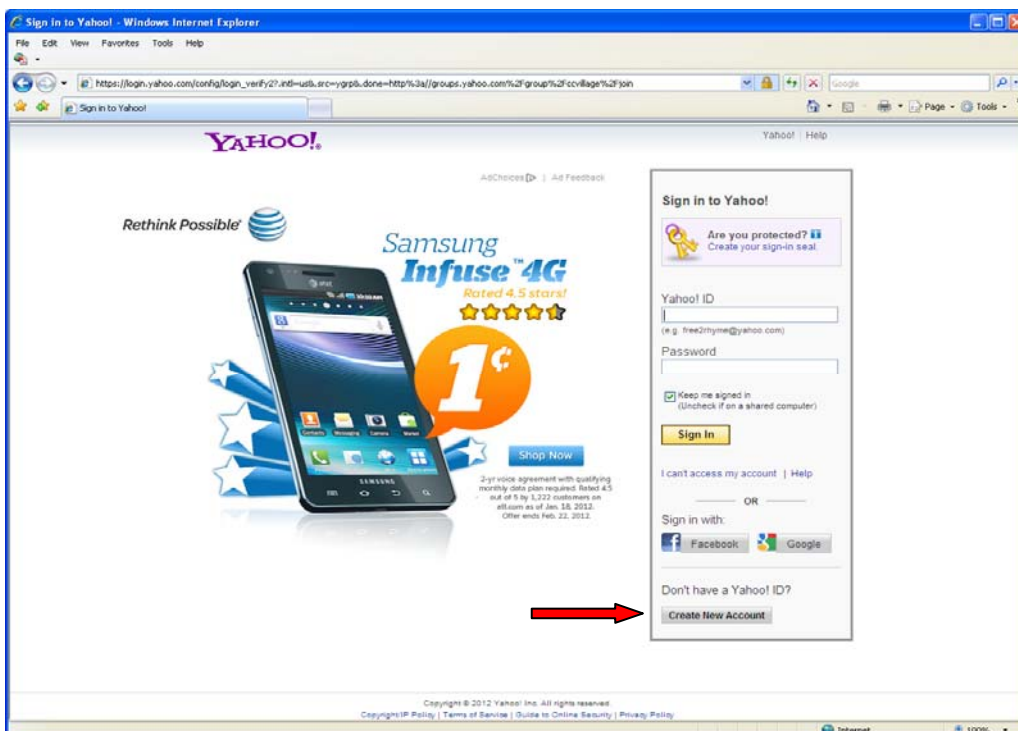 Sign in to Yahoo! - Windows Internet Explorer
File Edit View Favorites Tools Help
https://login.yahoo.com/config/login_verify2?.intl=us&.src=ygrp&.done=http%3a//groups.yahoo.com%2Fgroup%2Fccvillage%2Fjoin
Google
Sign in to Yahoo!
Page
Tools
YAHOO!
Yahoo! | Help
AdChoices | Ad Feedback
Rethink Possible
Samsung
Infuse™ 4G
Rated 4.5 stars!
at&t
1¢
Contacts Messaging Camera Market
SAMSUNG
Shop Now
2-yr voice agreement with qualifying
monthly data plan required. Rated 4.5
out of 5 by 1,222 customers on
att.com as of Jan. 18, 2012.
Offer ends Feb. 22, 2012.
Sign in to Yahoo!
Are you protected?
Create your sign-in seal.
Yahoo! ID
(e.g. free2rhyme@yahoo.com)
Password
Keep me signed in
(Uncheck if on a shared computer)
Sign In
I can't access my account | Help
OR
Sign in with:
Facebook Google
Don't have a Yahoo! ID?
Create New Account
Copyright © 2012 Yahoo! Inc. All rights reserved.
Copyright/IP Policy | Terms of Service | Guide to Online Security | Privacy Policy
Internet
100%